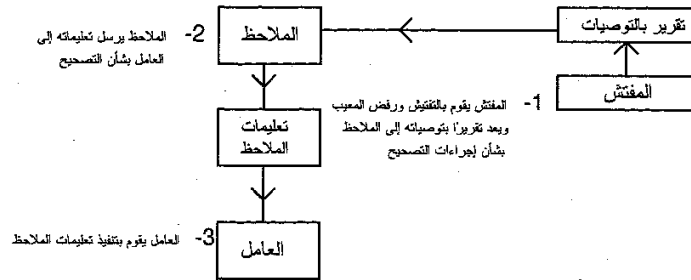 تقرير بالتوصيات
المفتش
1- المفتش يقوم بالتفتيش ورفض المعيب
ويعد تقريرًا بتوصياته إلى الملاحظ
بشأن إجراءات التصحيح
الملاحظ
2- الملاحظ يرسل تعليماته إلى
العامل بشأن التصحيح
تعليمات
الملاحظ
العامل
3- العامل يقوم بتنفيذ تعليمات الملاحظ